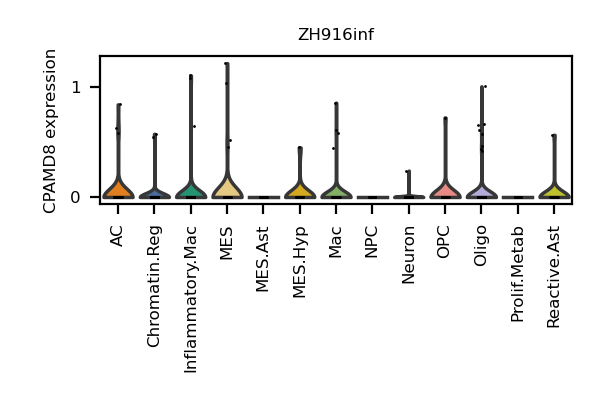 ZH916inf
CPAMD8 expression
1
0
AC
Chromatin.Reg
Inflammatory.Mac
MES
MES.Ast
MES.Hyp
Mac
NPC
Neuron
OPC
Oligo
Prolif.Metab
Reactive.Ast